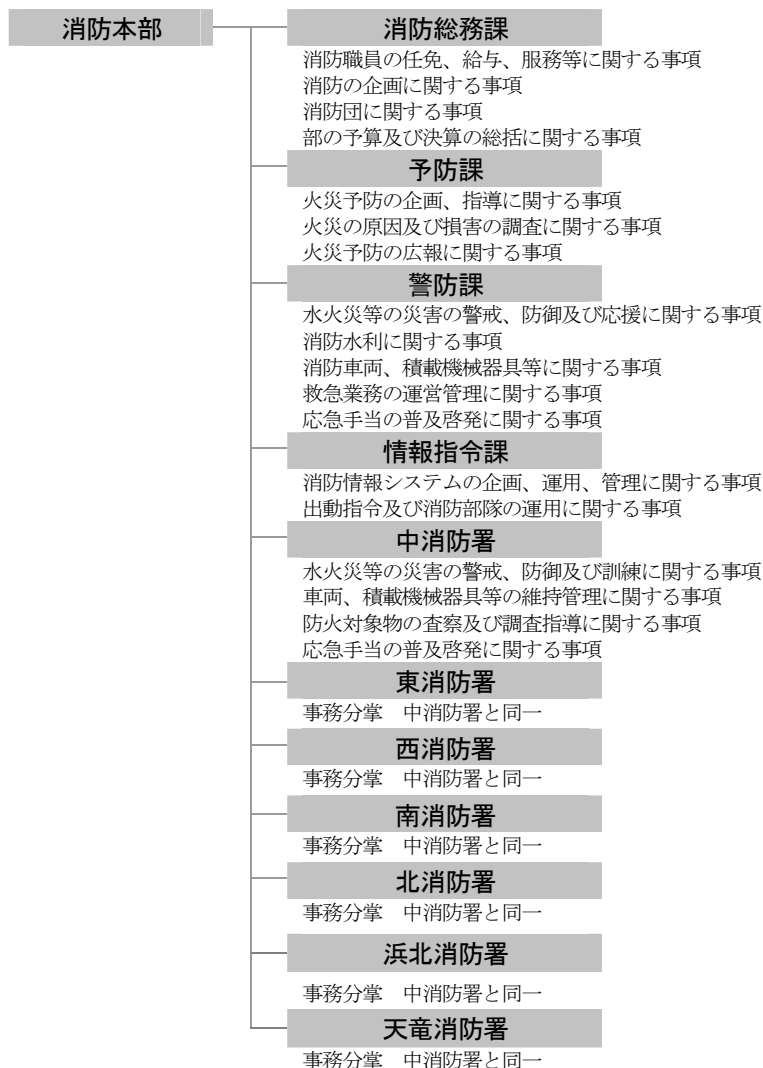 消防本部
消防総務課
消防職員の任免、給与、服務等に関する事項
消防の企画に関する事項
消防団に関する事項
部の予算及び決算の総括に関する事項
予防課
火災予防の企画、指導に関する事項
火災の原因及び損害の調査に関する事項
火災予防の広報に関する事項
警防課
水火災等の災害の警戒、防御及び応援に関する事項
消防水利に関する事項
消防車両、積載機械器具等に関する事項
救急業務の運営管理に関する事項
応急手当の普及啓発に関する事項
情報指令課
消防情報システムの企画、運用、管理に関する事項
出動指令及び消防部隊の運用に関する事項
中消防署
水火災等の災害の警戒、防御及び訓練に関する事項
車両、積載機械器具等の維持管理に関する事項
防火対象物の査察及び調査指導に関する事項
応急手当の普及啓発に関する事項
東消防署
事務分掌　中消防署と同一
西消防署
事務分掌　中消防署と同一
南消防署
事務分掌　中消防署と同一
北消防署
事務分掌　中消防署と同一
浜北消防署
事務分掌　中消防署と同一
天竜消防署
事務分掌　中消防署と同一